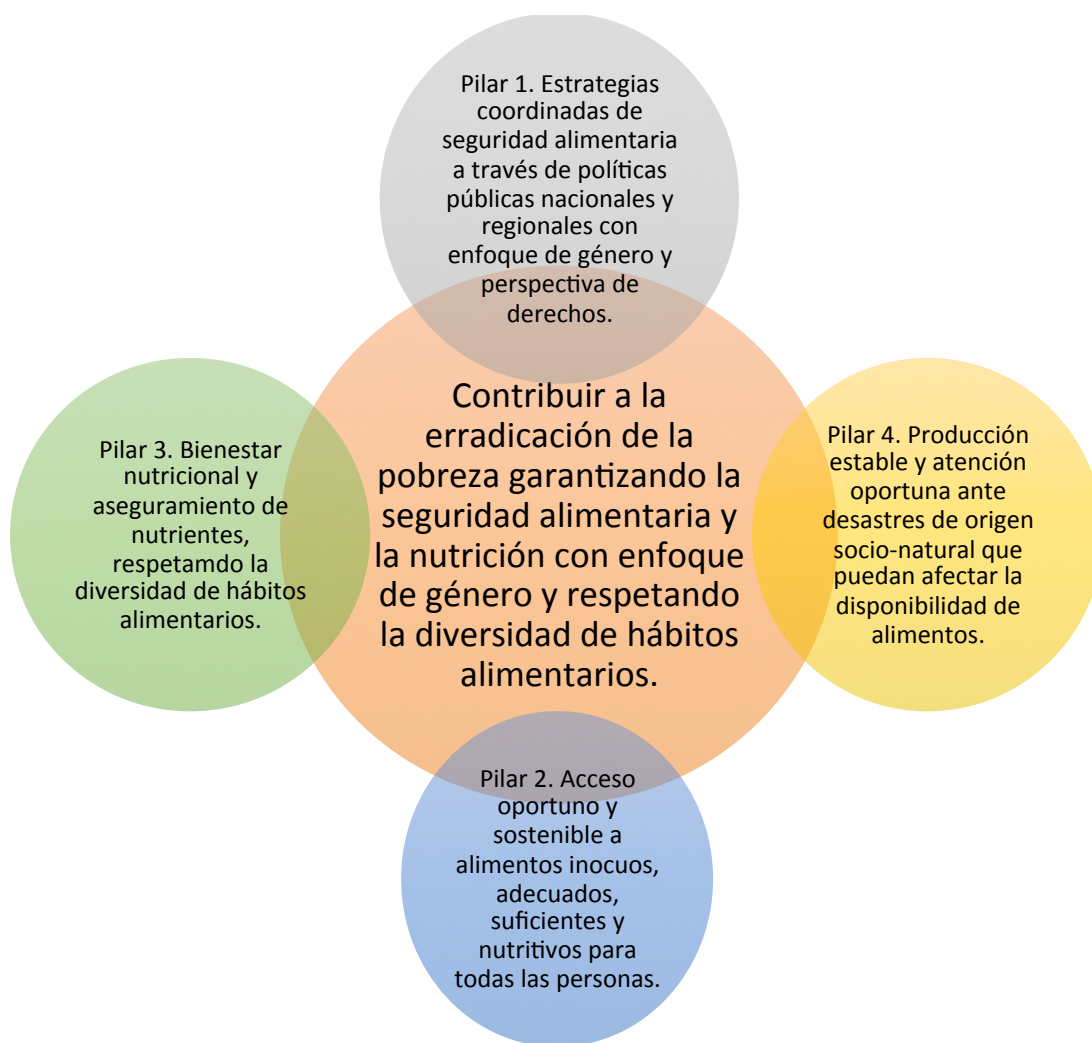 Pilar 1. Estrategias
coordinadas de
seguridad alimentaria
a través de políticas
públicas nacionales y
regionales con
enfoque de género y
perspectiva de
derechos.
Contribuir a la
erradicación de la
pobreza garantizando la
seguridad alimentaria y
la nutrición con enfoque
de género y respetando
la diversidad de hábitos
alimentarios.
Pilar 3. Bienestar
nutricional y
aseguramiento de
nutrientes,
respetamdo la
diversidad de hábitos
alimentarios.
Pilar 4. Producción
estable y atención
oportuna ante
desastres de origen
socio-natural que
puedan afectar la
disponibilidad de
alimentos.
Pilar 2. Acceso
oportuno y
sostenible a
alimentos inocuos,
adecuados,
suficientes y
nutritivos para
todas las personas.